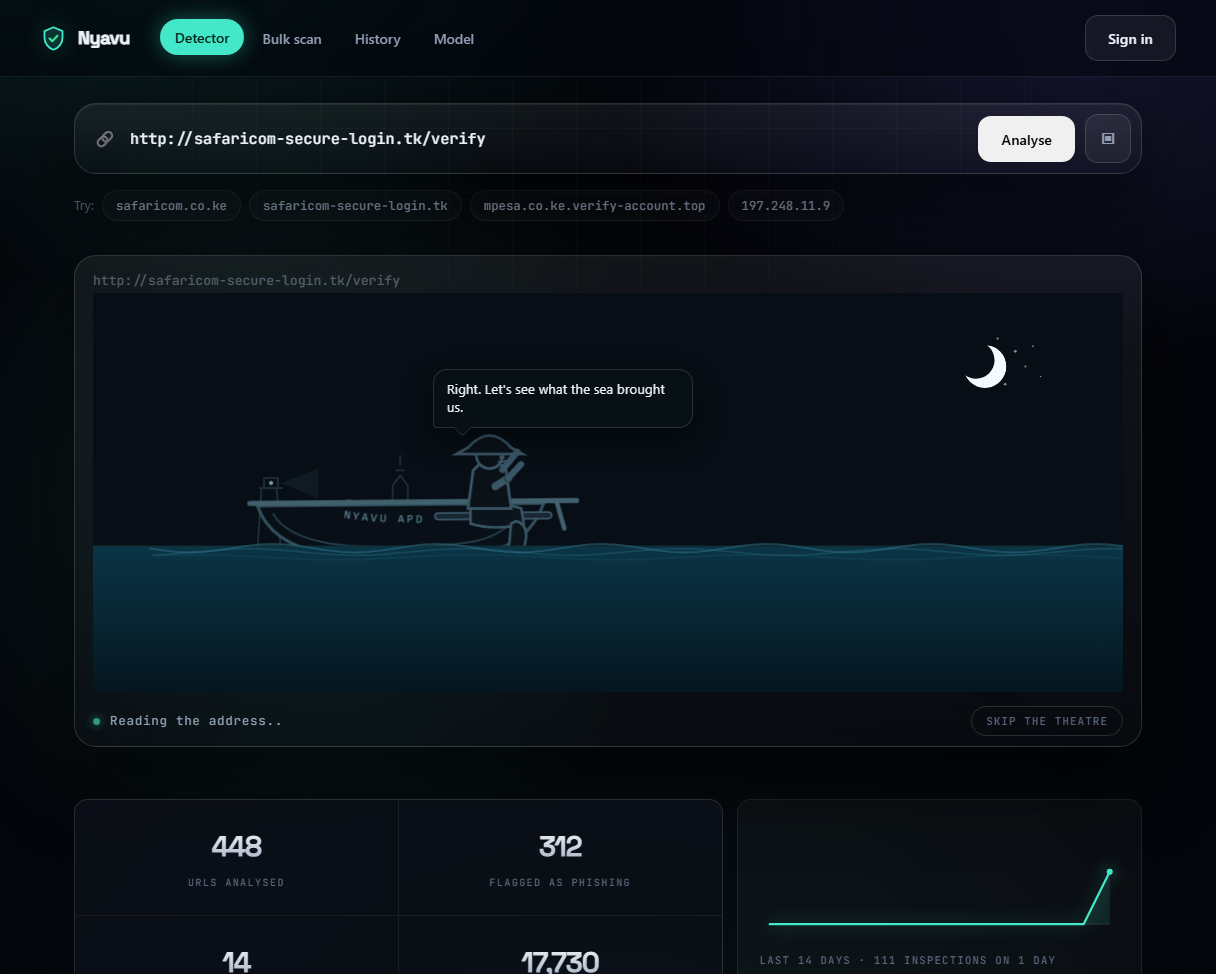 Nyavu
Detector
Bulk scan
History
Model
Sign in
http://safaricom-secure-login.tk/verify
Analyse
Try:
safaricom.co.ke
safaricom-secure-login.tk
mpesa.co.ke.verify-account.top
197.248.11.9
http://safaricom-secure-login.tk/verify
Right. Let's see what the sea brought
us.
NYAVU APD
Reading the address..
SKIP THE THEATRE
448
URLS ANALYSED
312
FLAGGED AS PHISHING
14
17,730
LAST 14 DAYS · 111 INSPECTIONS ON 1 DAY